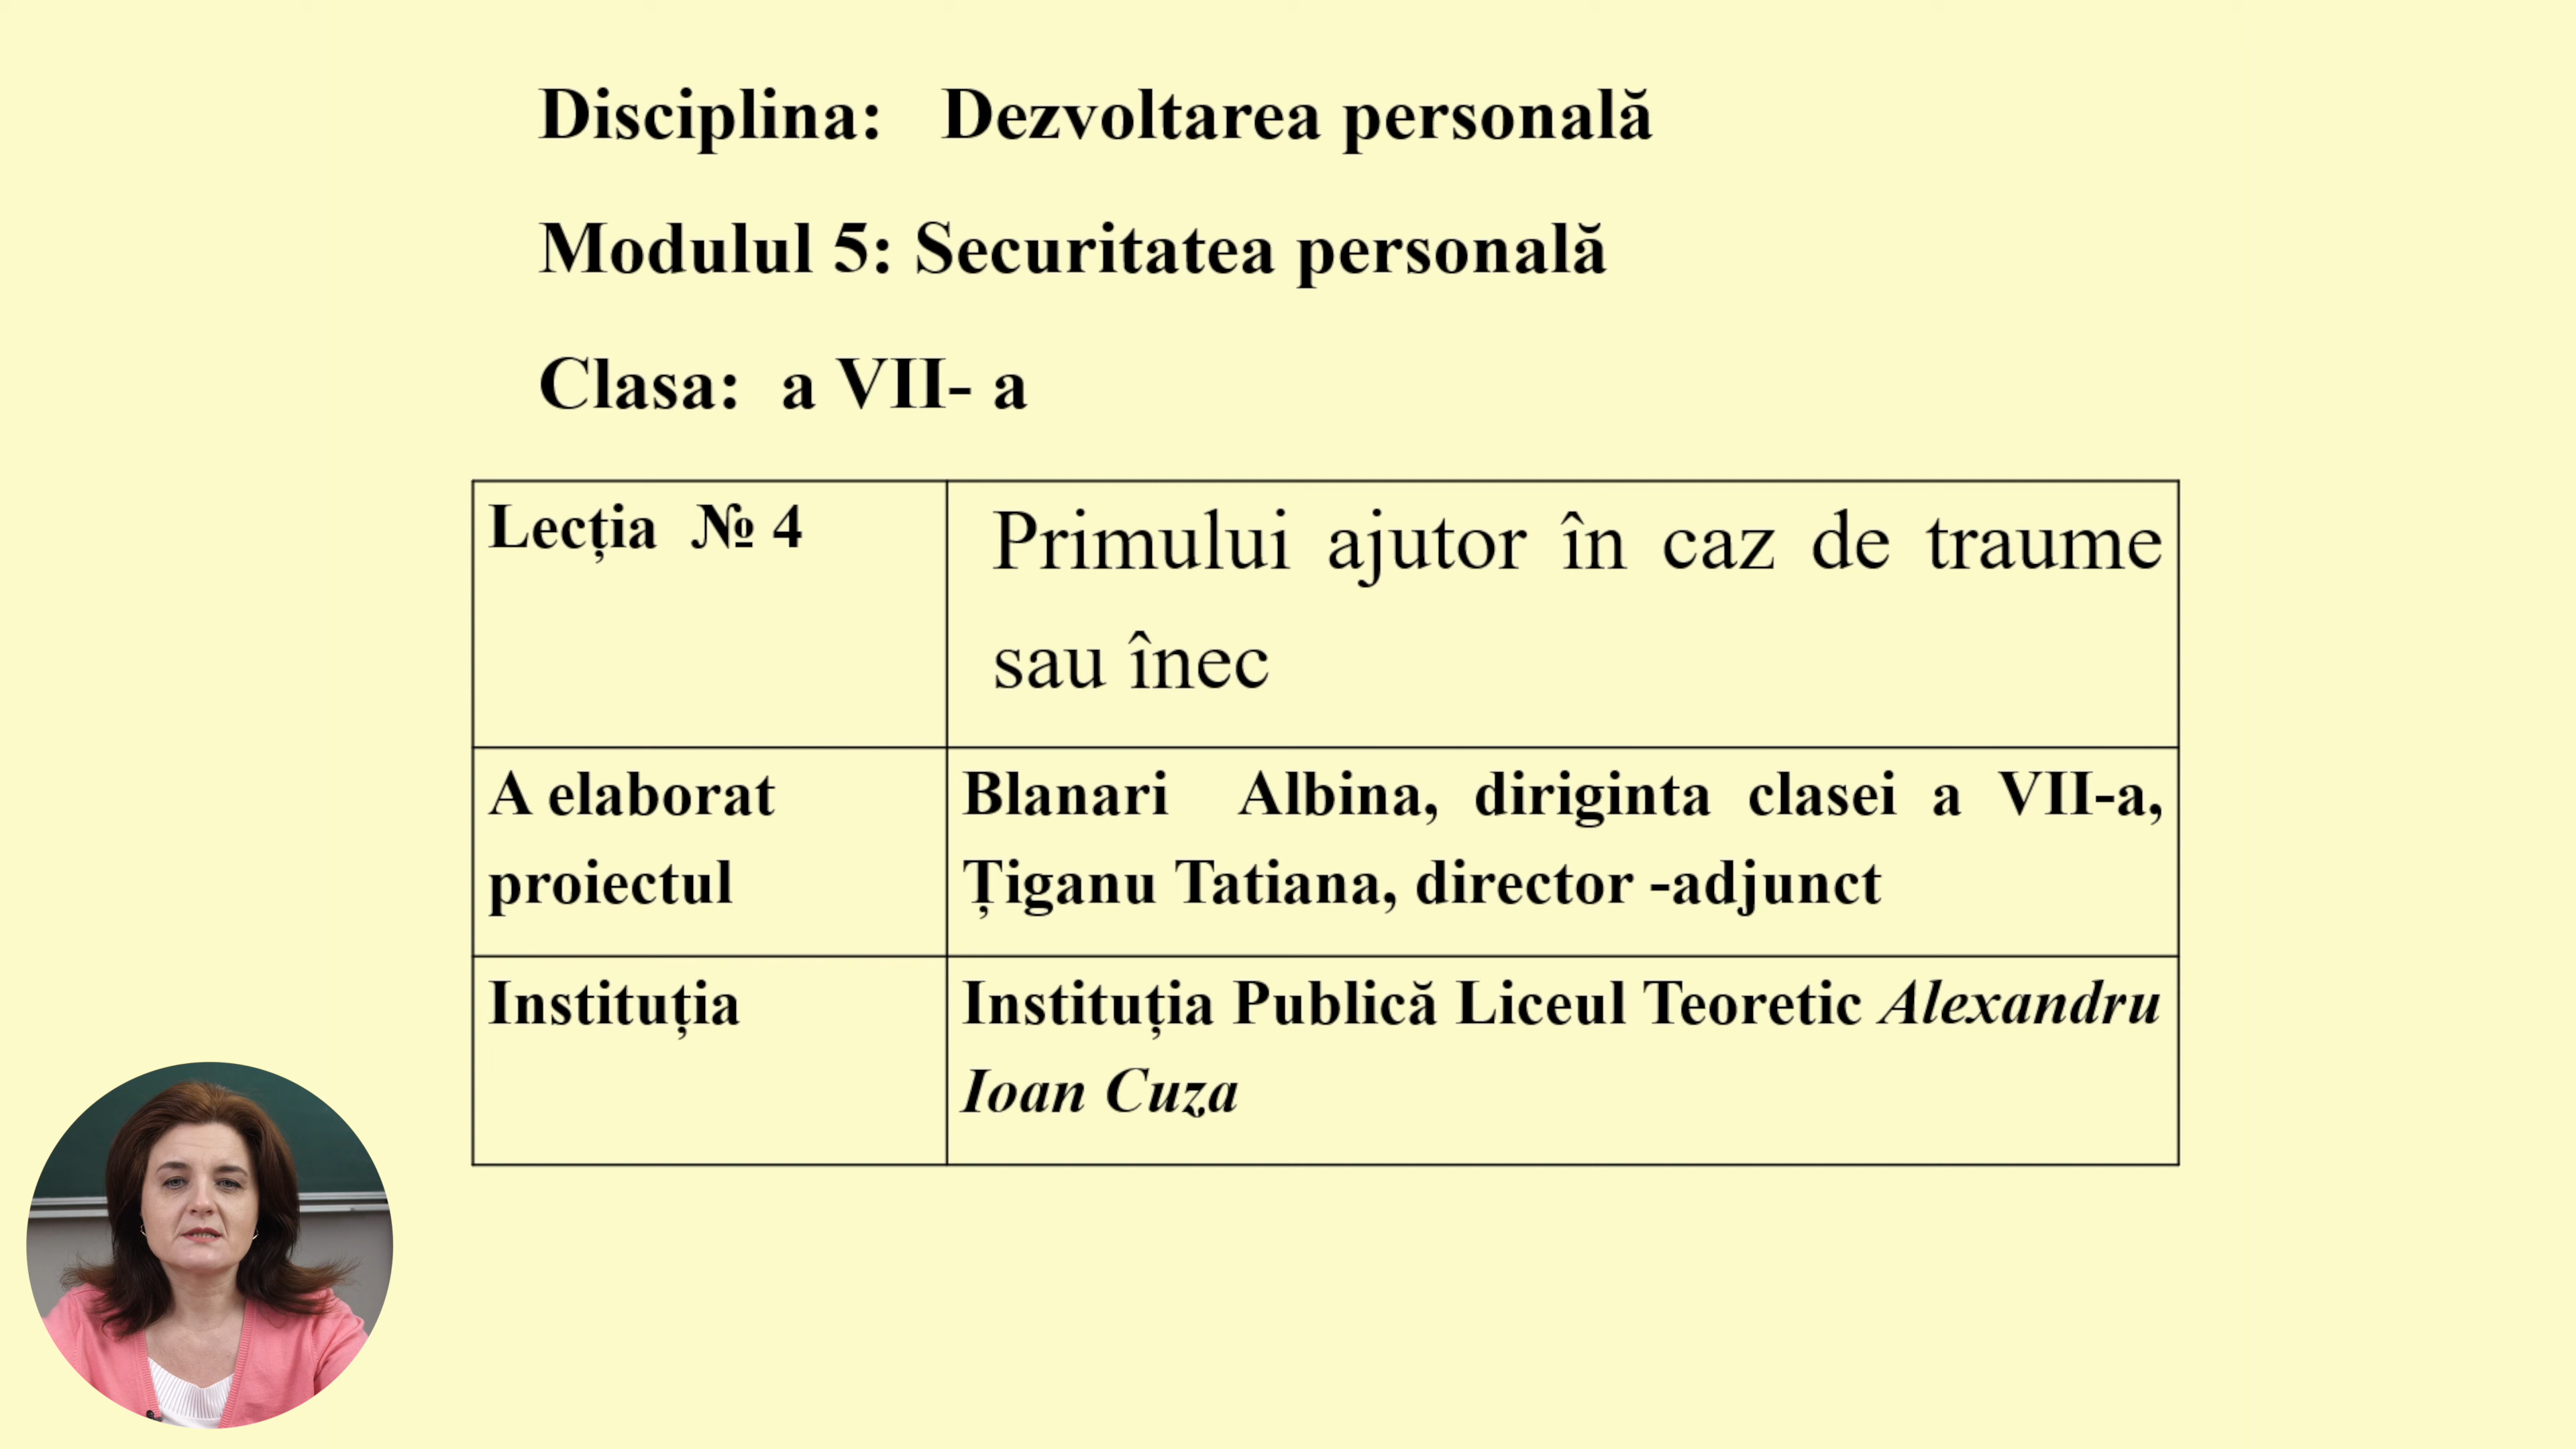 Disciplina: Dezvoltarea personală
Modulul 5: Securitatea personală
Clasa: a VII- a
Lecția № 4
Primului ajutor în caz de traume
sau înec
A elaborat
proiectul
Blanari Albina, diriginta clasei a VII-a,
Țiganu Tatiana, director -adjunct
Instituția
Instituția Publică Liceul Teoretic Alexandru
Ioan Cuza